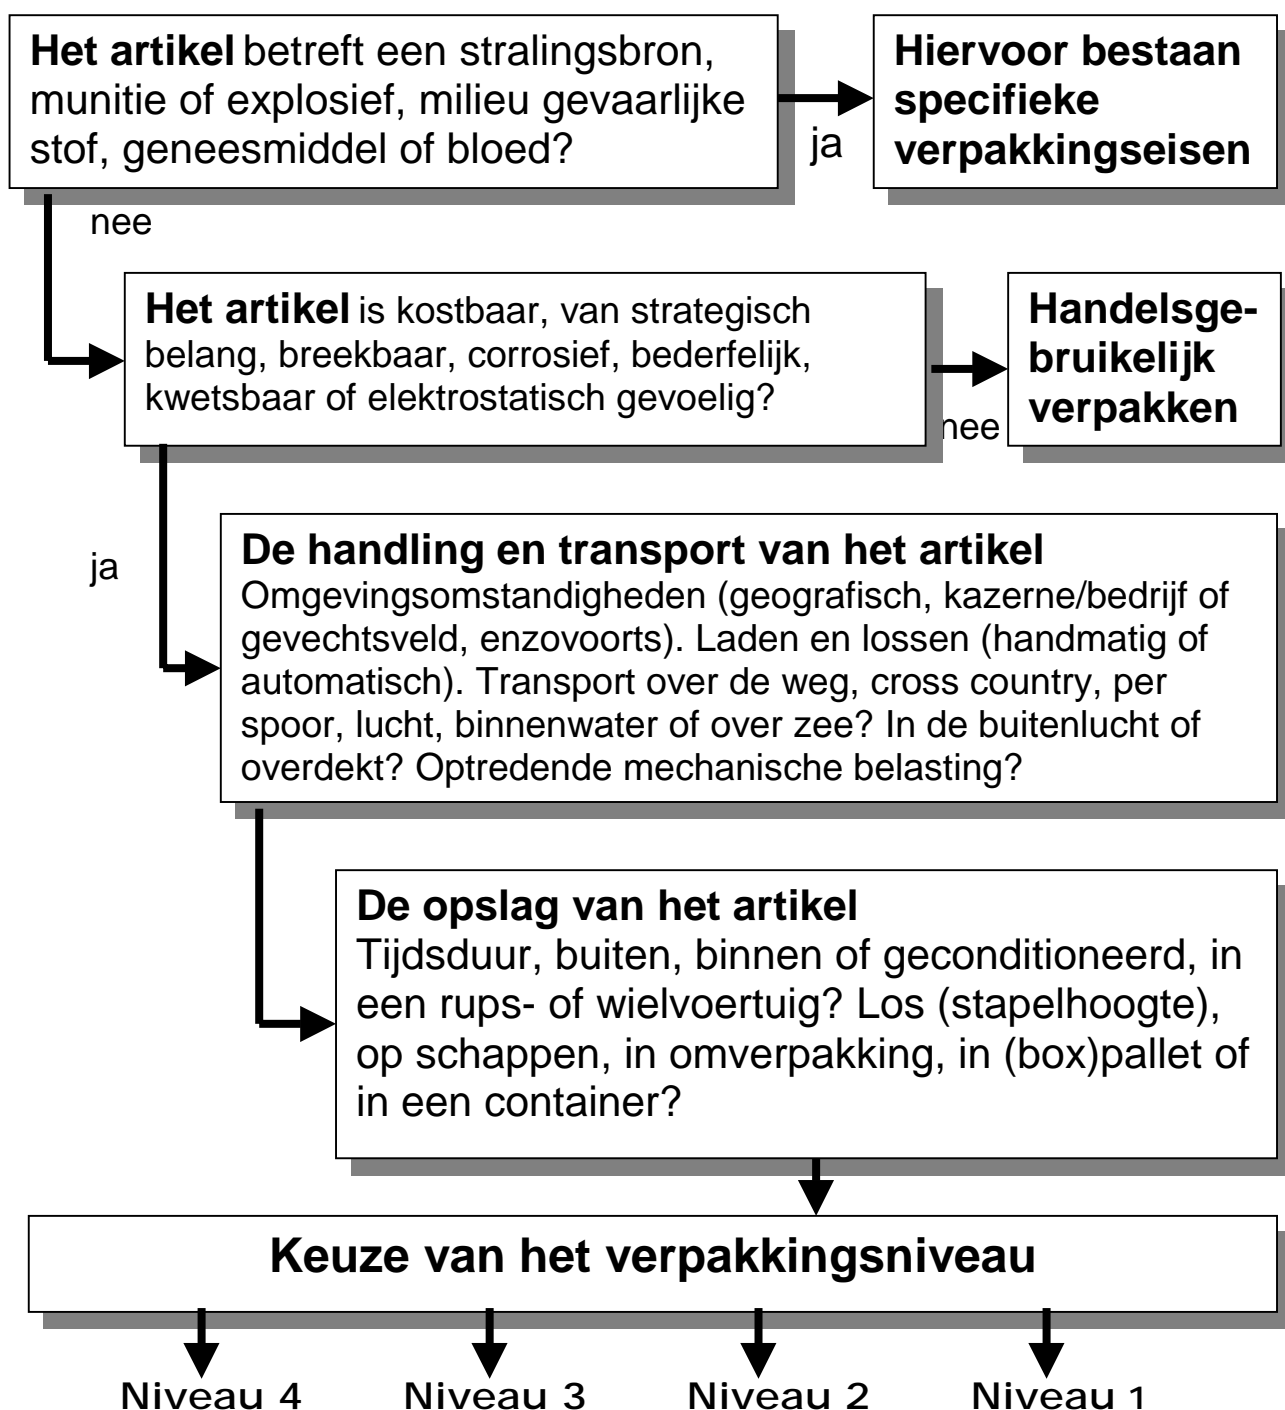 Het artikel betreft een stralingsbron,
munitie of explosief, milieu gevaarlijke
stof, geneesmiddel of bloed?
ja
Hiervoor bestaan
specifieke
verpakkingseisen
nee
Het artikel is kostbaar, van strategisch
belang, breekbaar, corrosief, bederfelijk,
kwetsbaar of elektrostatisch gevoelig?
nee
Handelsge-
bruikelijk
verpakken
ja
De handling en transport van het artikel
Omgevingsomstandigheden (geografisch, kazerne/bedrijf of
gevechtsveld, enzovoorts). Laden en lossen (handmatig of
automatisch). Transport over de weg, cross country, per
spoor, lucht, binnenwater of over zee? In de buitenlucht of
overdekt? Optredende mechanische belasting?
De opslag van het artikel
Tijdsduur, buiten, binnen of geconditioneerd, in
een rups- of wielvoertuig? Los (stapelhoogte),
op schappen, in omverpakking, in (box)pallet of
in een container?
Keuze van het verpakkingsniveau
Niveau 4 Niveau 3 Niveau 2 Niveau 1